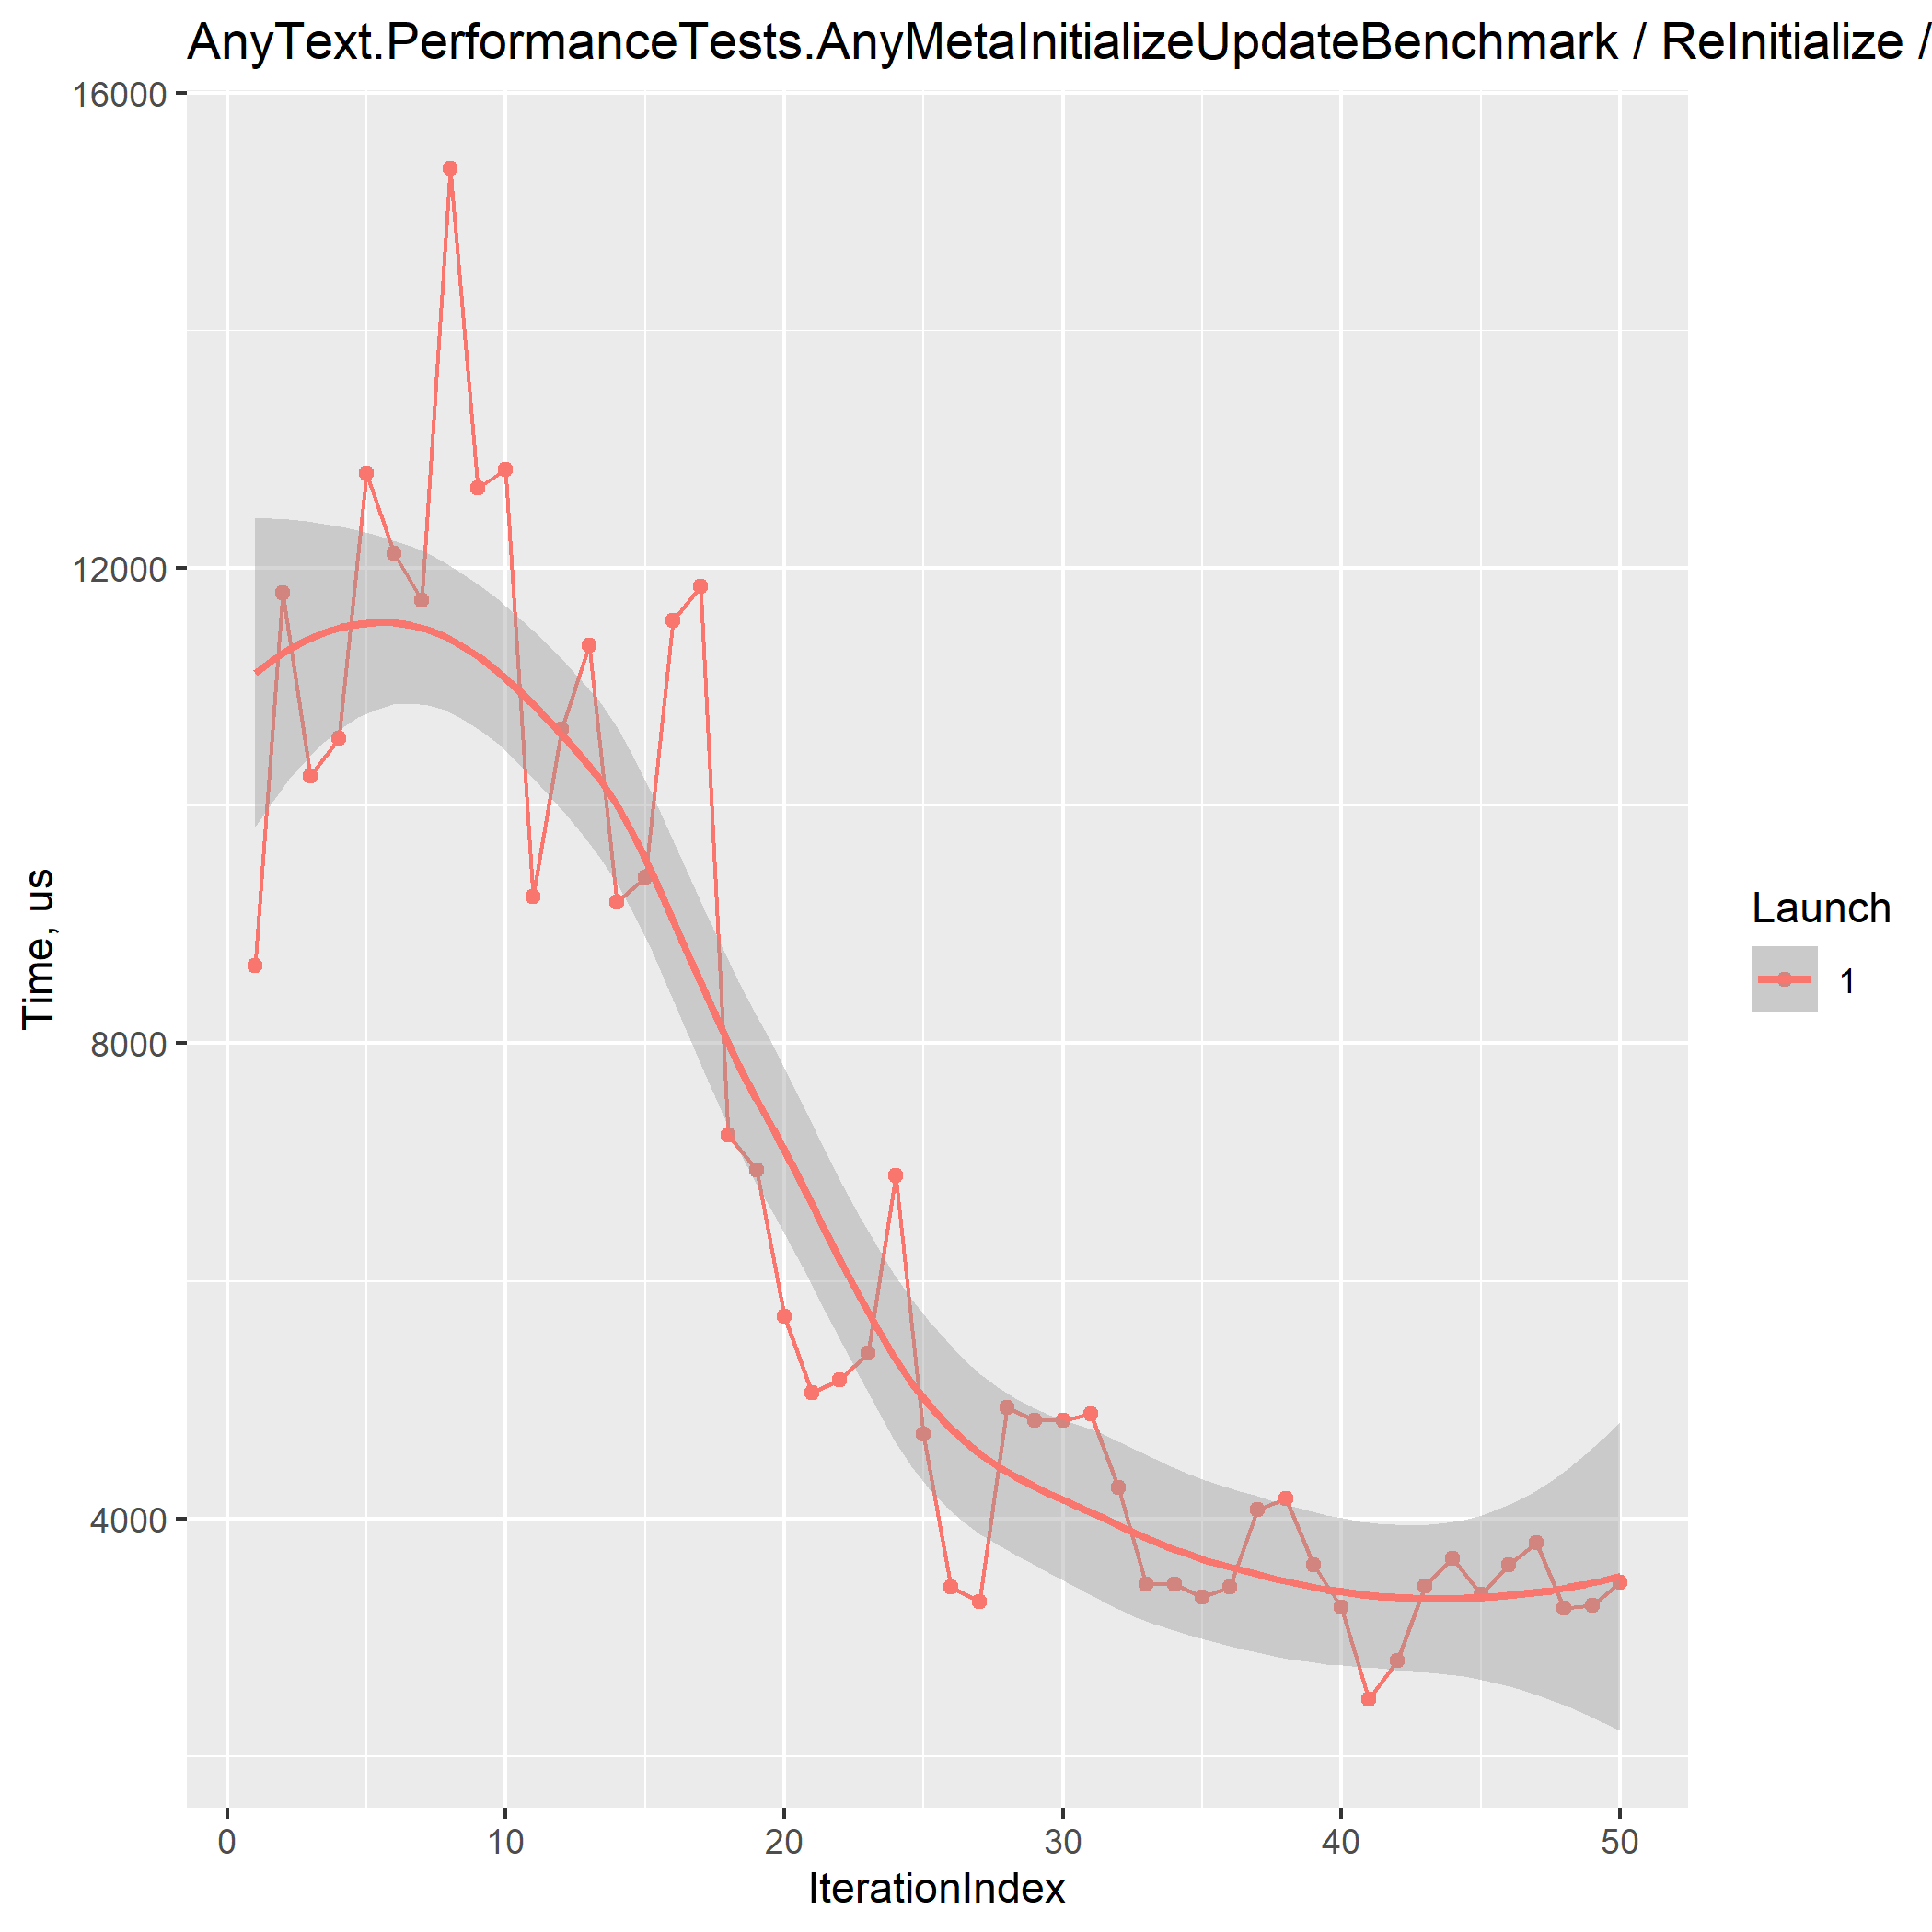 AnyText.PerformanceTests.AnyMetaInitializeUpdateBenchmark / ReInitialize /
16000
12000
8000
4000
Time, us
0 10 20 30 40 50
IterationIndex
Launch
1